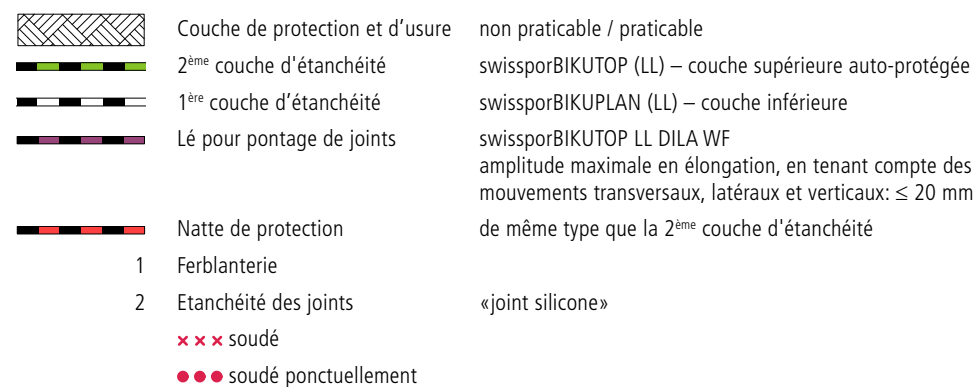 Couche de protection et d’usure non praticable / praticable
2ème couche d'étanchéité swissporBIKUTOP (LL) – couche supérieure auto-protégée
1ère couche d’étanchéité swissporBIKUPLAN (LL) – couche inférieure
Lé pour pontage de joints swissporBIKUTOP LL DILA WF
amplitude maximale en élongation, en tenant compte des
mouvements transversaux, latéraux et verticaux: ≤ 20 mm
Natte de protection de même type que la 2ème couche d'étanchéité
1 Ferblanterie
2 Etanchéité des joints «joint silicone»
soudé
soudé ponctuellement